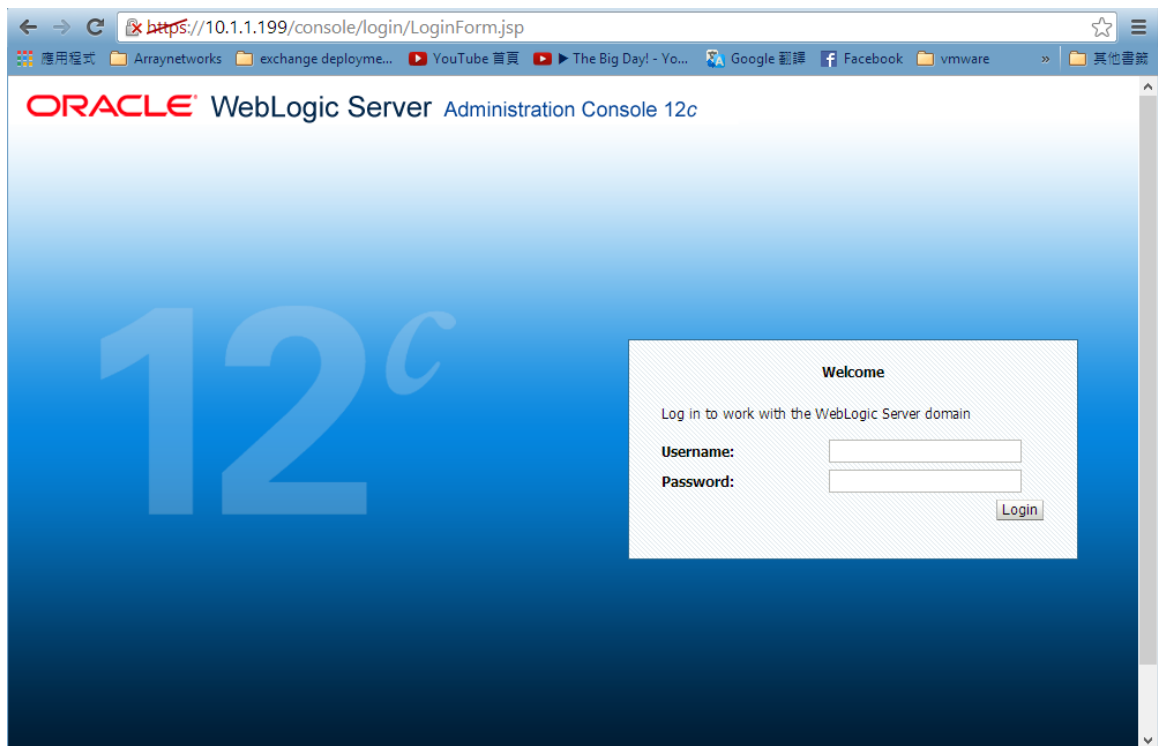 https://10.1.1.199/console/login/LoginForm.jsp
應用程式 Arraynetworks exchange deployme... YouTube 首頁 ▶ The Big Day! - Yo... Google 翻譯 Facebook vmware » 其他書籤
ORACLE WebLogic Server Administration Console 12c
12c
Welcome
Log in to work with the WebLogic Server domain
Username:
Password:
Login